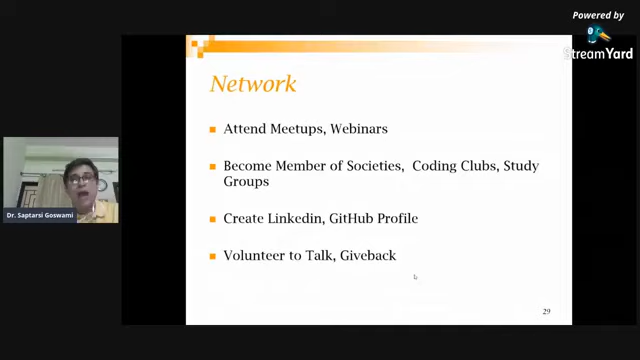 Powered by
StreamYard
Network
Attend Meetups, Webinars
Become Member of Societies, Coding Clubs, Study
Groups
Create Linkedin, GitHub Profile
Volunteer to Talk, Giveback
Dr. Saptarsi Goswami
29